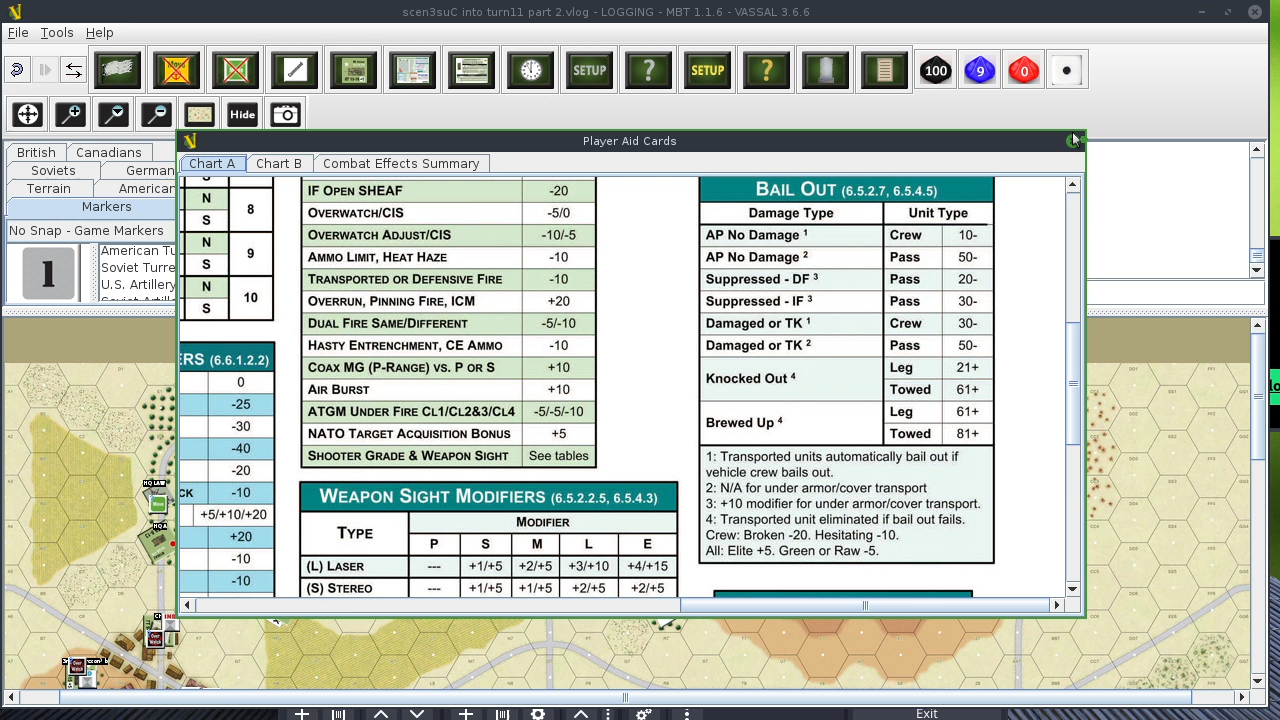 scen3suC into turn11 part 2.vlog - LOGGING - MBT 1.1.6 - VASSAL 3.6.6
File Tools Help
SETUP ? SETUP ? 100 9 0
Hide
Player Aid Cards
British Canadians
Soviets German
Terrain American
Markers
No Snap - Game Markers
1
American T
Soviet Turre
U.S. Artillery
Soviet Artill
Chart A Chart B Combat Effects Summary
S
N 8
S
N 9
S
N 10
S
ERS (6.6.1.2.2)
0
-25
-30
-40
-20
CK -10
+5/+10/+20
+20
-10
-10
IF OPEN SHEAF -20
OVERWATCH/CIS -5/0
OVERWATCH ADJUST/CIS -10/-5
AMMO LIMIT, HEAT HAZE -10
TRANSPORTED OR DEFENSIVE FIRE -10
OVERRUN, PINNING FIRE, ICM +20
DUAL FIRE SAME/DIFFERENT -5/-10
HASTY ENTRENCHMENT, CE AMMO -10
COAX MG (P-RANGE) VS. P OR S +10
AIR BURST +10
ATGM UNDER FIRE CL1/CL2&3/CL4 -5/-5/-10
NATO TARGET ACQUISITION BONUS +5
SHOOTER GRADE & WEAPON SIGHT See tables
WEAPON SIGHT MODIFIERS (6.5.2.2.5, 6.5.4.3)
TYPE MODIFIER
P S M L E
(L) LASER --- +1/+5 +2/+5 +3/+10 +4/+15
(S) STEREO --- +1/+5 +1/+5 +2/+5 +2/+5
BAIL OUT (6.5.2.7, 6.5.4.5)
Damage Type Unit Type
AP No Damage 1 Crew 10-
AP No Damage 2 Pass 50-
Suppressed - DF 3 Pass 20-
Suppressed - IF 3 Pass 30-
Damaged or TK 1 Crew 30-
Damaged or TK 2 Pass 50-
Knocked Out 4 Leg 21+
Towed 61+
Brewed Up 4 Leg 61+
Towed 81+
1: Transported units automatically bail out if
vehicle crew bails out.
2: N/A for under armor/cover transport
3: +10 modifier for under armor/cover transport.
4: Transported unit eliminated if bail out fails.
Crew: Broken -20. Hesitating -10.
All: Elite +5. Green or Raw -5.
HQ LAW
HQ A
Over
Watch
Over
Watch
Exit